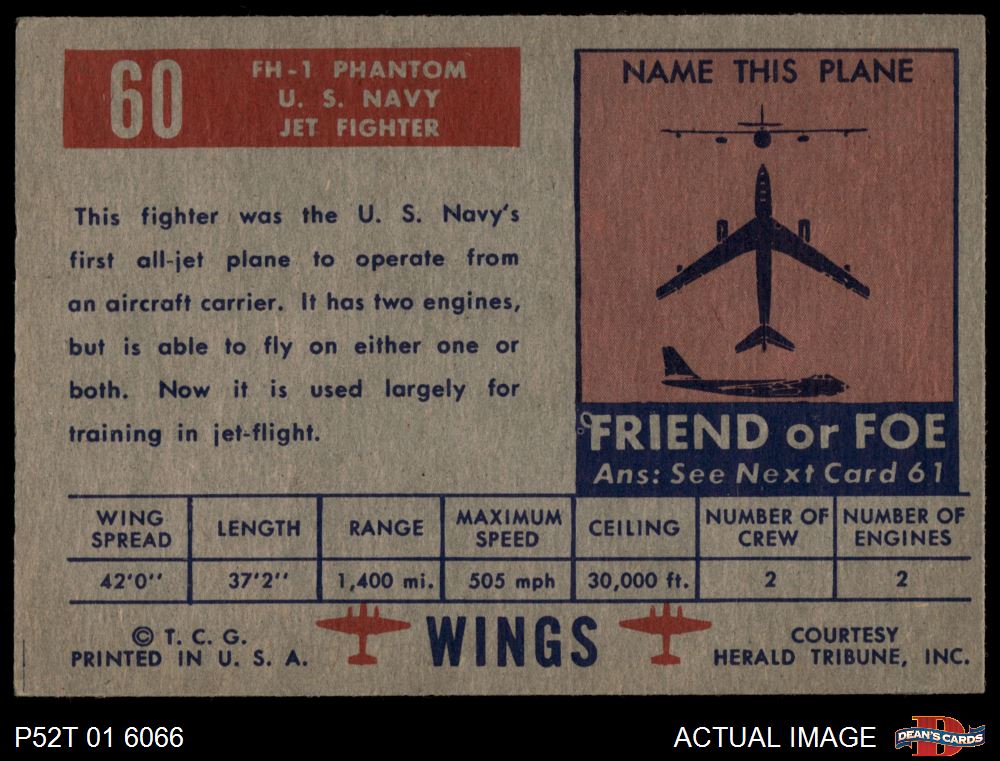 60
FH-1 PHANTOM
U. S. NAVY
JET FIGHTER
This fighter was the U. S. Navy's
first all-jet plane to operate from
an aircraft carrier. It has two engines,
but is able to fly on either one or
both. Now it is used largely for
training in jet-flight.
NAME THIS PLANE
FRIEND or FOE
Ans: See Next Card 61
WING SPREAD LENGTH RANGE MAXIMUM SPEED CEILING NUMBER OF CREW NUMBER OF ENGINES
42'0'' 37'2'' 1,400 mi. 505 mph 30,000 ft. 2 2
© T. C. G.
PRINTED IN U. S. A.
WINGS
COURTESY
HERALD TRIBUNE, INC.
P52T 01 6066
ACTUAL IMAGE
DEAN'S CARDS